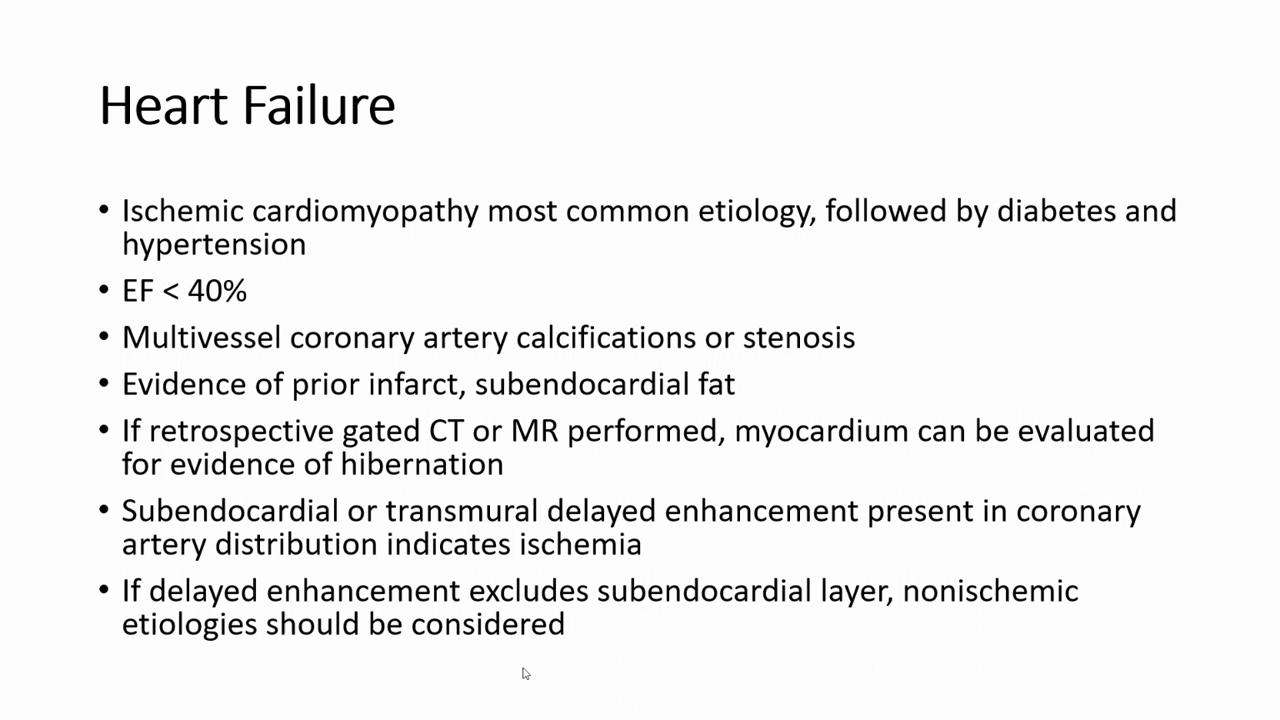 Heart Failure
• Ischemic cardiomyopathy most common etiology, followed by diabetes and
hypertension
• EF < 40%
• Multivessel coronary artery calcifications or stenosis
• Evidence of prior infarct, subendocardial fat
• If retrospective gated CT or MR performed, myocardium can be evaluated
for evidence of hibernation
• Subendocardial or transmural delayed enhancement present in coronary
artery distribution indicates ischemia
• If delayed enhancement excludes subendocardial layer, nonischemic
etiologies should be considered